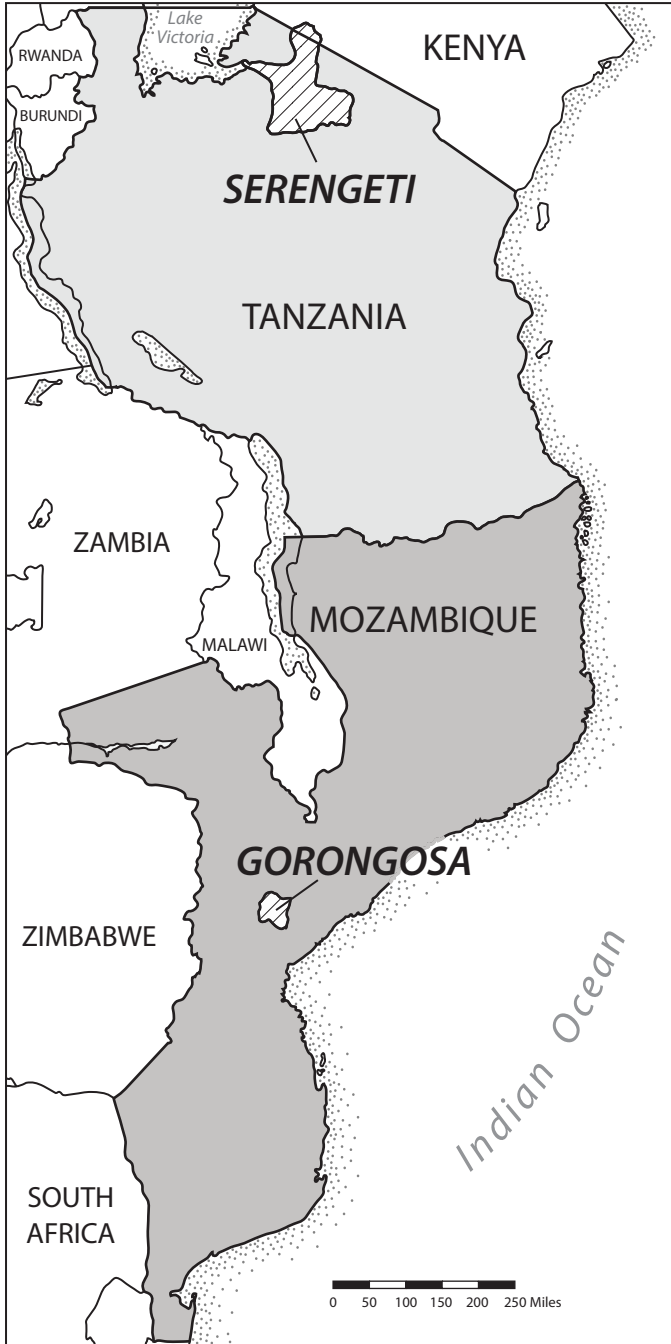 Lake
Victoria
KENYA
RWANDA
BURUNDI
SERENGETI
TANZANIA
ZAMBIA
MOZAMBIQUE
MALAWI
GORONGOSA
ZIMBABWE
Indian Ocean
SOUTH
AFRICA
0 50 100 150 200 250 Miles